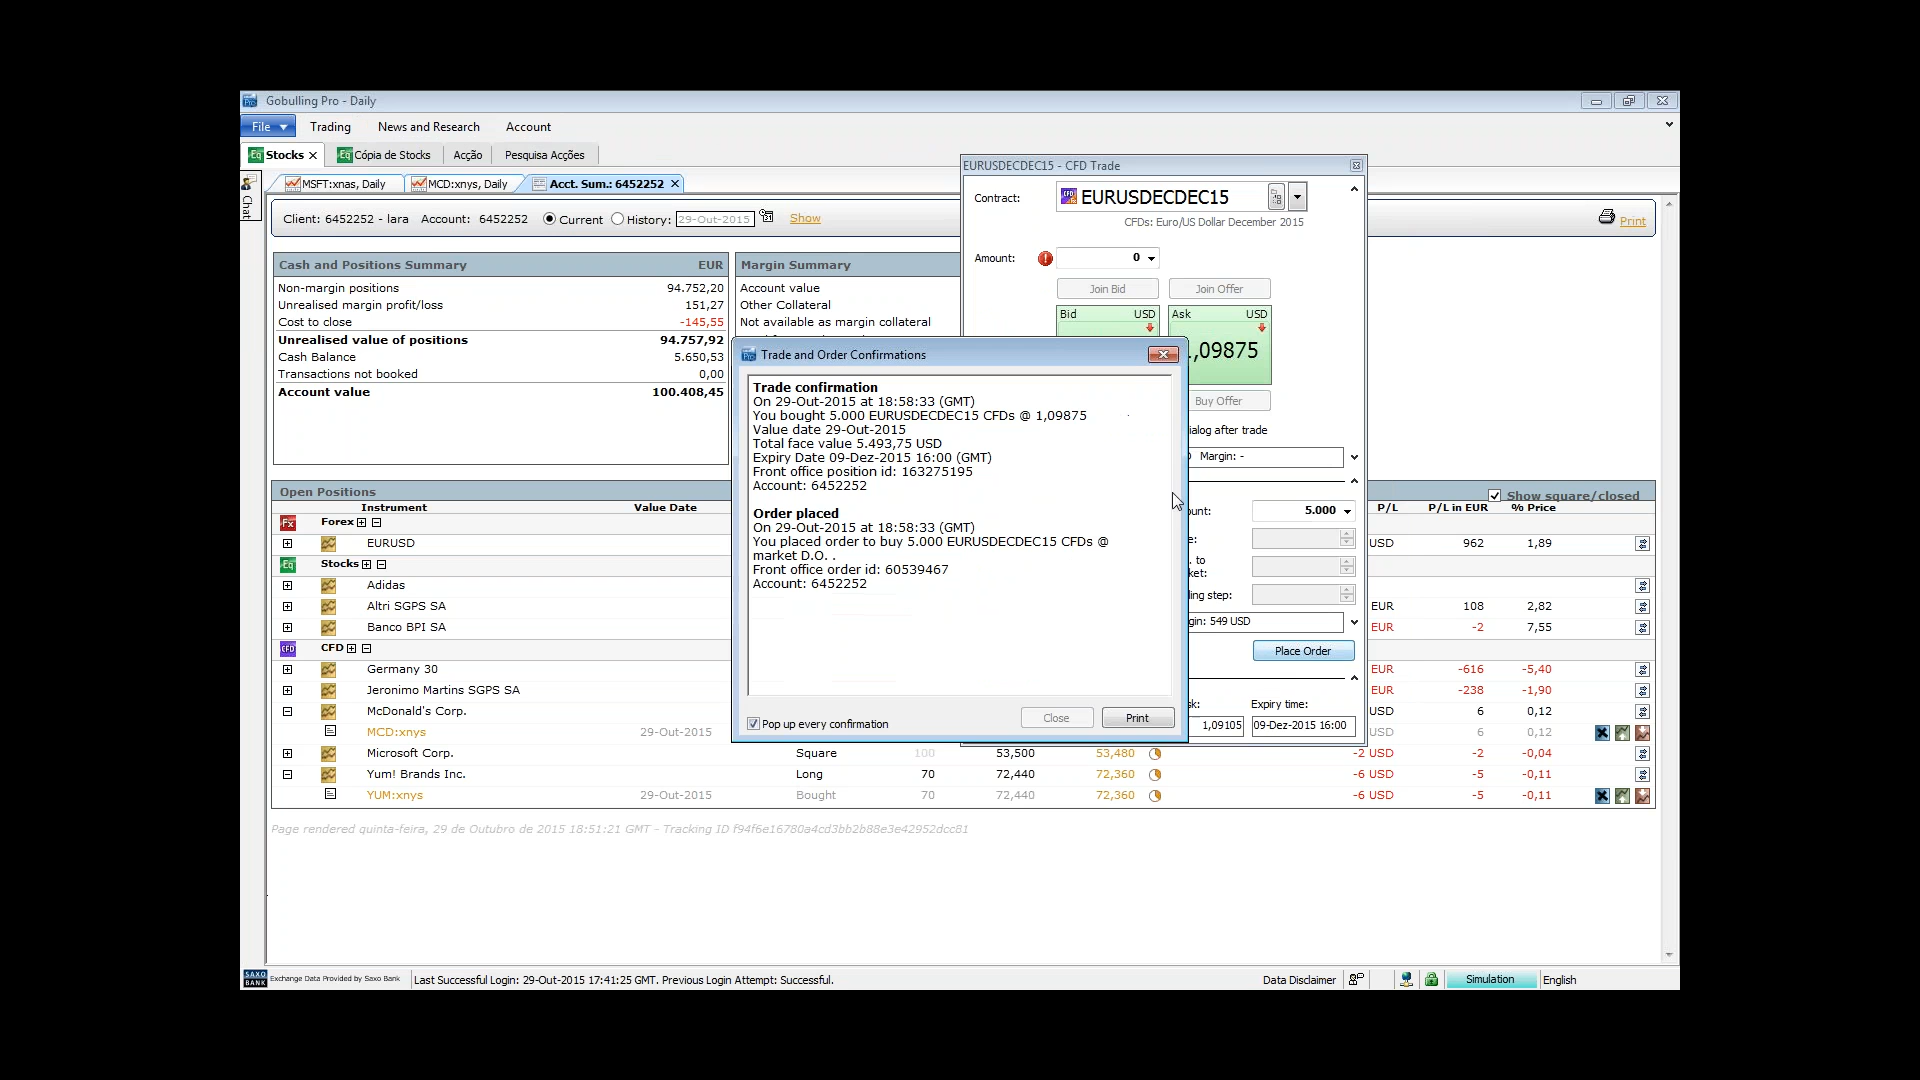 Gobulling Pro - Daily
File Trading News and Research Account
Stocks Cópia de Stocks Acção Pesquisa Acções
Chat
MSFT:xnas, Daily MCD:xnys, Daily Acct. Sum.: 6452252
Client: 6452252 - lara Account: 6452252 Current History: 29-Out-2015 Show
Print
Cash and Positions Summary EUR
Non-margin positions 94.752,20
Unrealised margin profit/loss 151,27
Cost to close -145,55
Unrealised value of positions 94.757,92
Cash Balance 5.650,53
Transactions not booked 0,00
Account value 100.408,45
Margin Summary
Account value
Other Collateral
Not available as margin collateral
EURUSDECDEC15 - CFD Trade
Contract: EURUSDECDEC15
CFDs: Euro/US Dollar December 2015
Amount: 0
Join Bid Join Offer
Bid USD Ask USD
,09875
Buy Offer
ialog after trade
Margin: -
unt: 5.000
e:
. to
ket:
ling step:
gin: 549 USD
Place Order
sk: Expiry time:
1,09105 09-Dez-2015 16:00
Trade and Order Confirmations
Trade confirmation
On 29-Out-2015 at 18:58:33 (GMT)
You bought 5.000 EURUSDECDEC15 CFDs @ 1,09875
Value date 29-Out-2015
Total face value 5.493,75 USD
Expiry Date 09-Dez-2015 16:00 (GMT)
Front office position id: 163275195
Account: 6452252
Order placed
On 29-Out-2015 at 18:58:33 (GMT)
You placed order to buy 5.000 EURUSDECDEC15 CFDs @
market D.O. .
Front office order id: 60539467
Account: 6452252
Pop up every confirmation Close Print
Open Positions Show square/closed
Instrument Value Date P/L P/L in EUR % Price
Fx Forex
EURUSD USD 962 1,89
Eq Stocks
Adidas
Altri SGPS SA EUR 108 2,82
Banco BPI SA EUR -2 7,55
CFD CFD
Germany 30 EUR -616 -5,40
Jeronimo Martins SGPS SA EUR -238 -1,90
McDonald's Corp. USD 6 0,12
MCD:xnys 29-Out-2015 USD 6 0,12
Microsoft Corp. Square 100 53,500 53,480 -2 USD -2 -0,04
Yum! Brands Inc. Long 70 72,440 72,360 -6 USD -5 -0,11
YUM:xnys 29-Out-2015 Bought 70 72,440 72,360 -6 USD -5 -0,11
Page rendered quinta-feira, 29 de Outubro de 2015 18:51:21 GMT - Tracking ID f94f6e16780a4cd3bb2b88e3e42952dcc81
SAXO BANK Exchange Data Provided by Saxo Bank Last Successful Login: 29-Out-2015 17:41:25 GMT. Previous Login Attempt: Successful. Data Disclaimer Simulation English